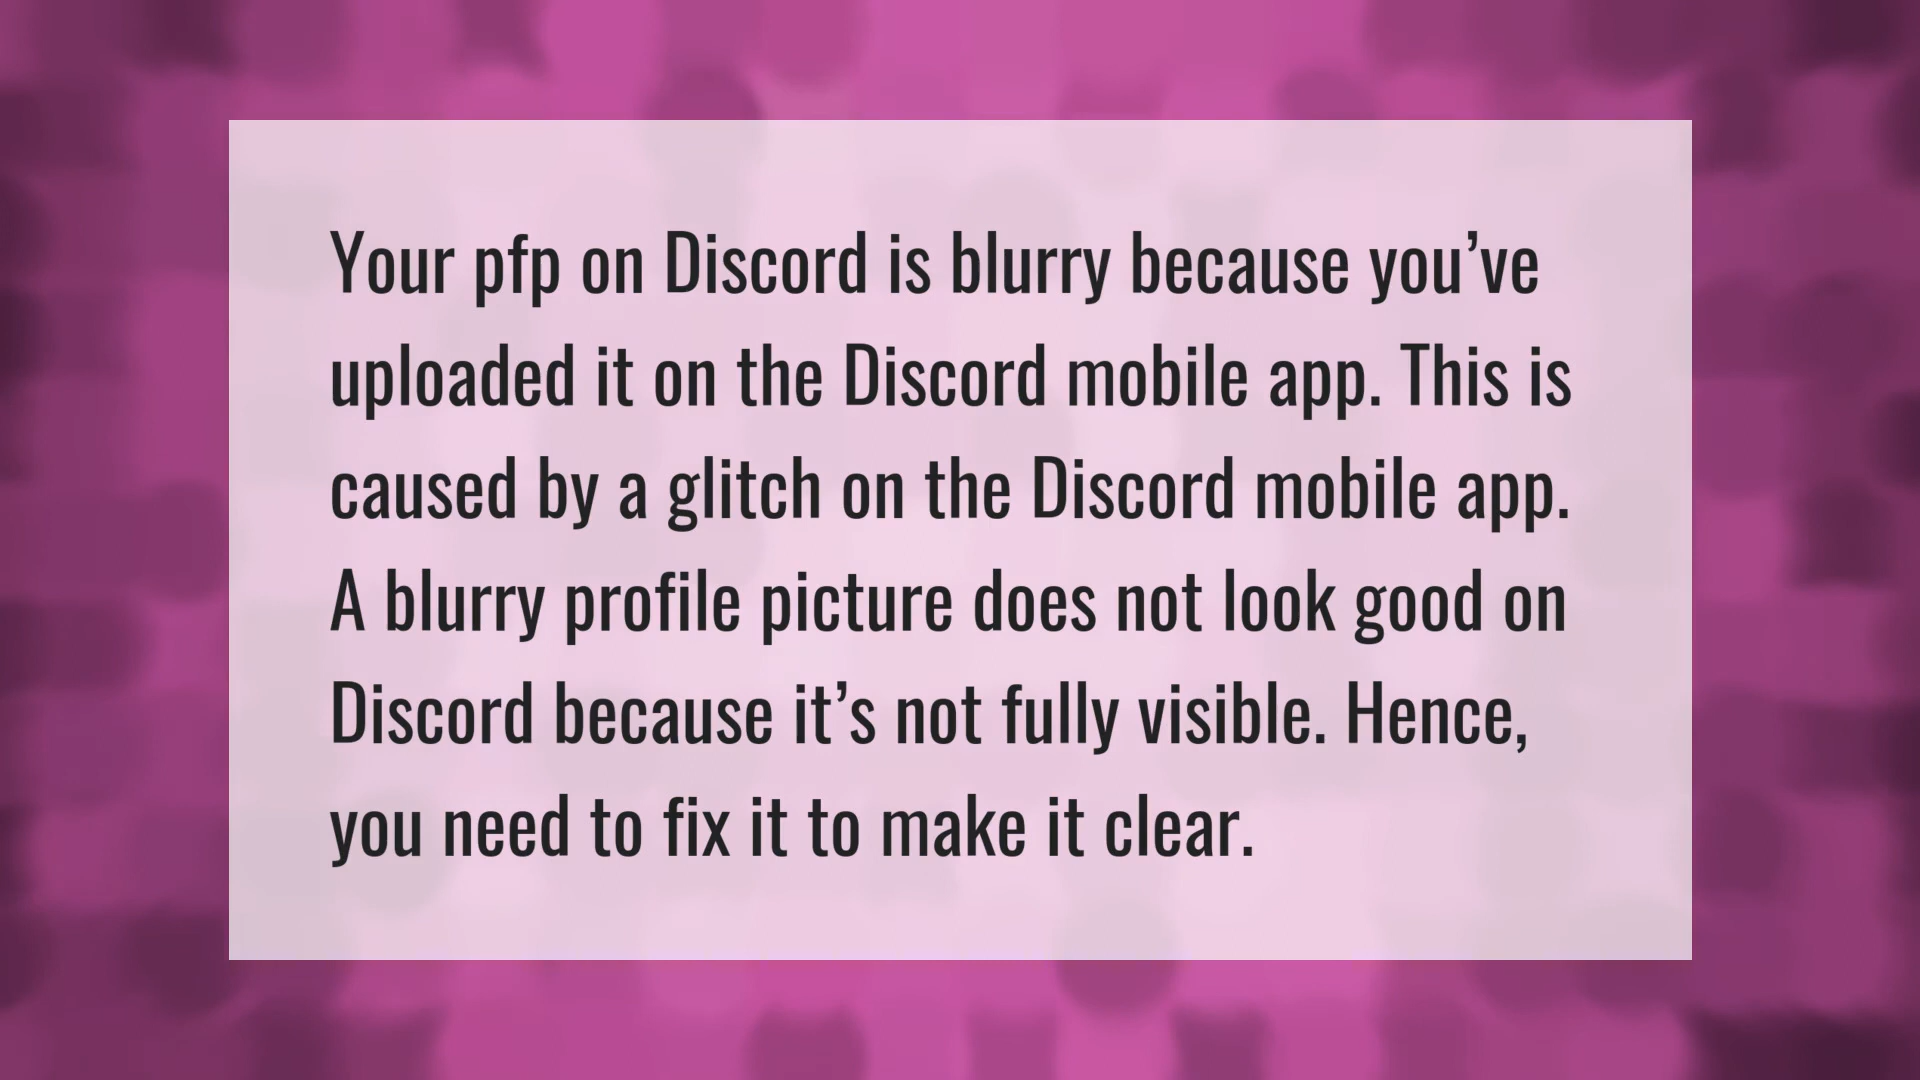 Your pfp on Discord is blurry because you’ve
uploaded it on the Discord mobile app. This is
caused by a glitch on the Discord mobile app.
A blurry profile picture does not look good on
Discord because it’s not fully visible. Hence,
you need to fix it to make it clear.